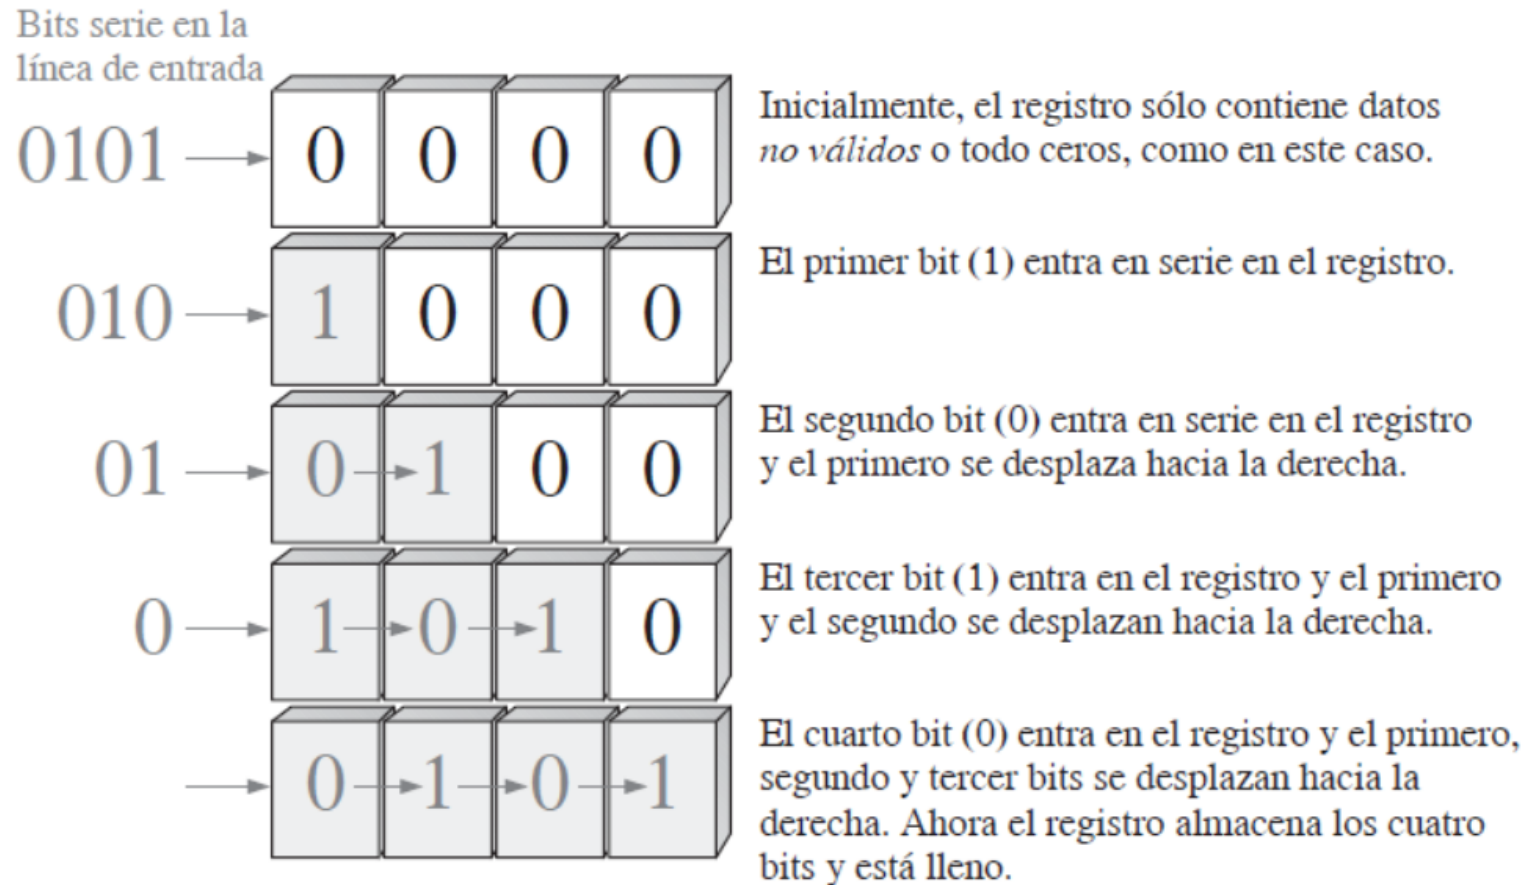 Bits serie en la
línea de entrada
0101 0 0 0 0
Inicialmente, el registro sólo contiene datos
no válidos o todo ceros, como en este caso.
010 1 0 0 0
El primer bit (1) entra en serie en el registro.
01 0 1 0 0
El segundo bit (0) entra en serie en el registro
y el primero se desplaza hacia la derecha.
0 1 0 1 0
El tercer bit (1) entra en el registro y el primero
y el segundo se desplazan hacia la derecha.
0 1 0 1
El cuarto bit (0) entra en el registro y el primero,
segundo y tercer bits se desplazan hacia la
derecha. Ahora el registro almacena los cuatro
bits y está lleno.